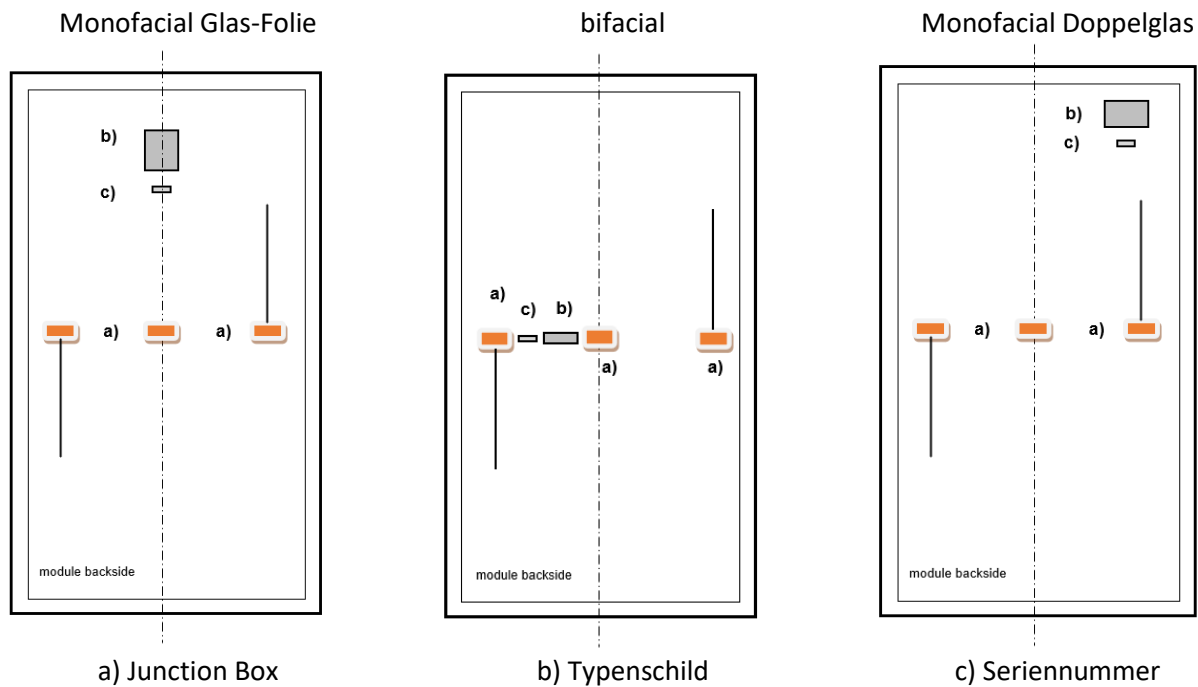 Monofacial Glas-Folie
bifacial
Monofacial Doppelglas
b)
c)
a)
a)
module backside
a)
c)
b)
a)
a)
module backside
b)
c)
a)
a)
module backside
a) Junction Box
b) Typenschild
c) Seriennummer